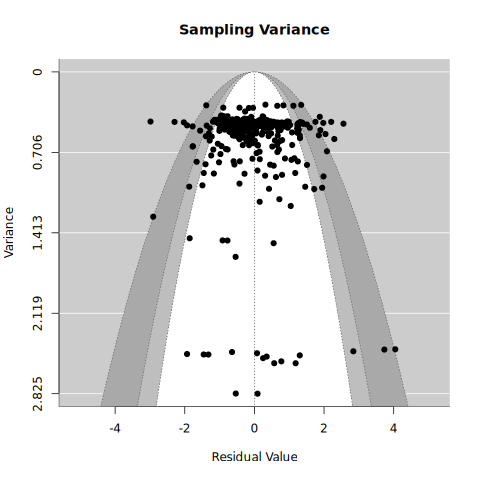 Sampling Variance
0
0.706
1.413
2.119
2.825
Variance
-4 -2 0 2 4
Residual Value